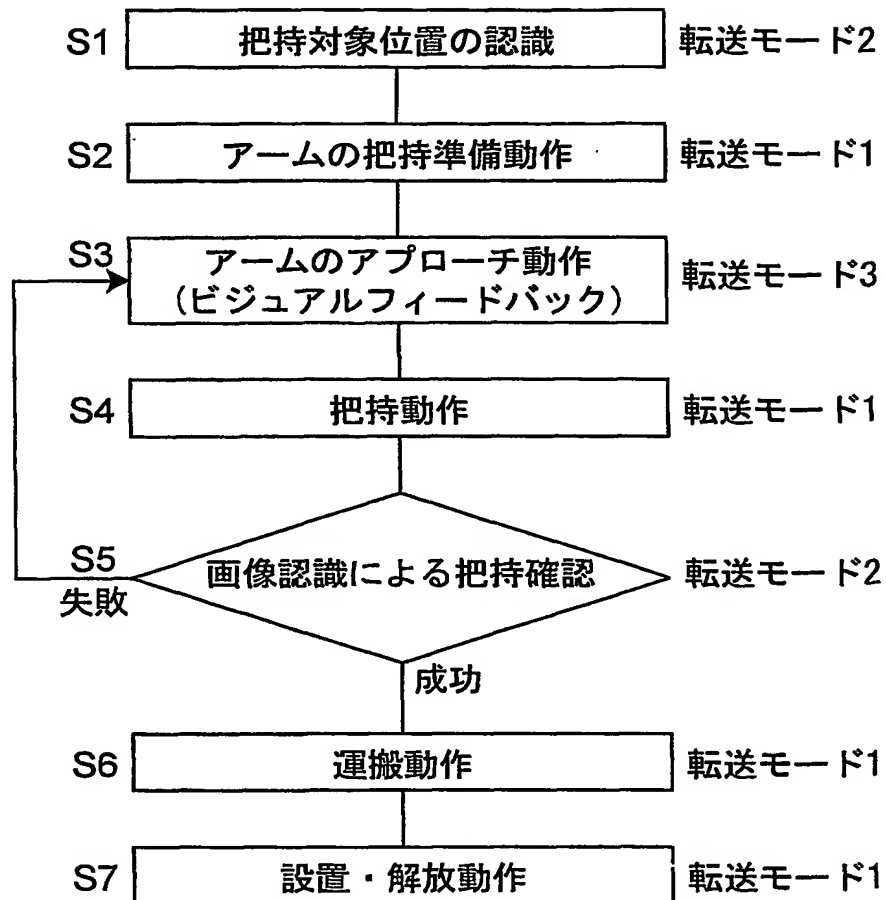 S1 把持対象位置の認識 転送モード2
S2 アームの把持準備動作 転送モード1
S3 アームのアプローチ動作 転送モード3
(ビジュアルフィードバック)
S4 把持動作 転送モード1
S5 画像認識による把持確認 転送モード2
失敗
成功
S6 運搬動作 転送モード1
S7 設置・解放動作 転送モード1